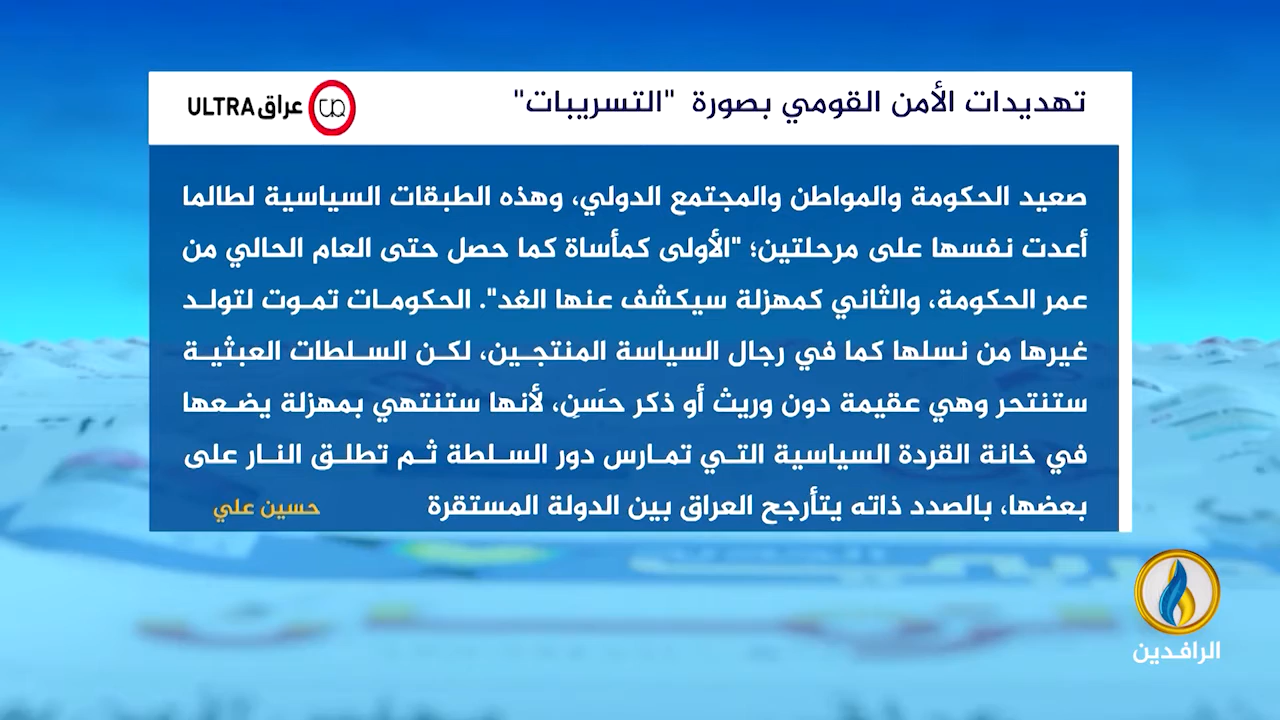 تهديدات الأمن القومي بصورة "التسريبات"
ULTRA عراق
صعيد الحكومة والمواطن والمجتمع الدولي، وهذه الطبقات السياسية لطالما
أعدت نفسها على مرحلتين؛ "الأولى كمأساة كما حصل حتى العام الحالي من
عمر الحكومة، والثاني كمهزلة سيكشف عنها الغد". الحكومات تموت لتولد
غيرها من نسلها كما في رجال السياسة المنتجين، لكن السلطات العبثية
ستنتحر وهي عقيمة دون وريث أو ذكر حَسَنِ، لأنها ستنتهي بمهزلة يضعها
في خانة القردة السياسية التي تمارس دور السلطة ثم تطلق النار على
بعضها، بالصدد ذاته يتأرجح العراق بين الدولة المستقرة
حسين علي
الرافدين